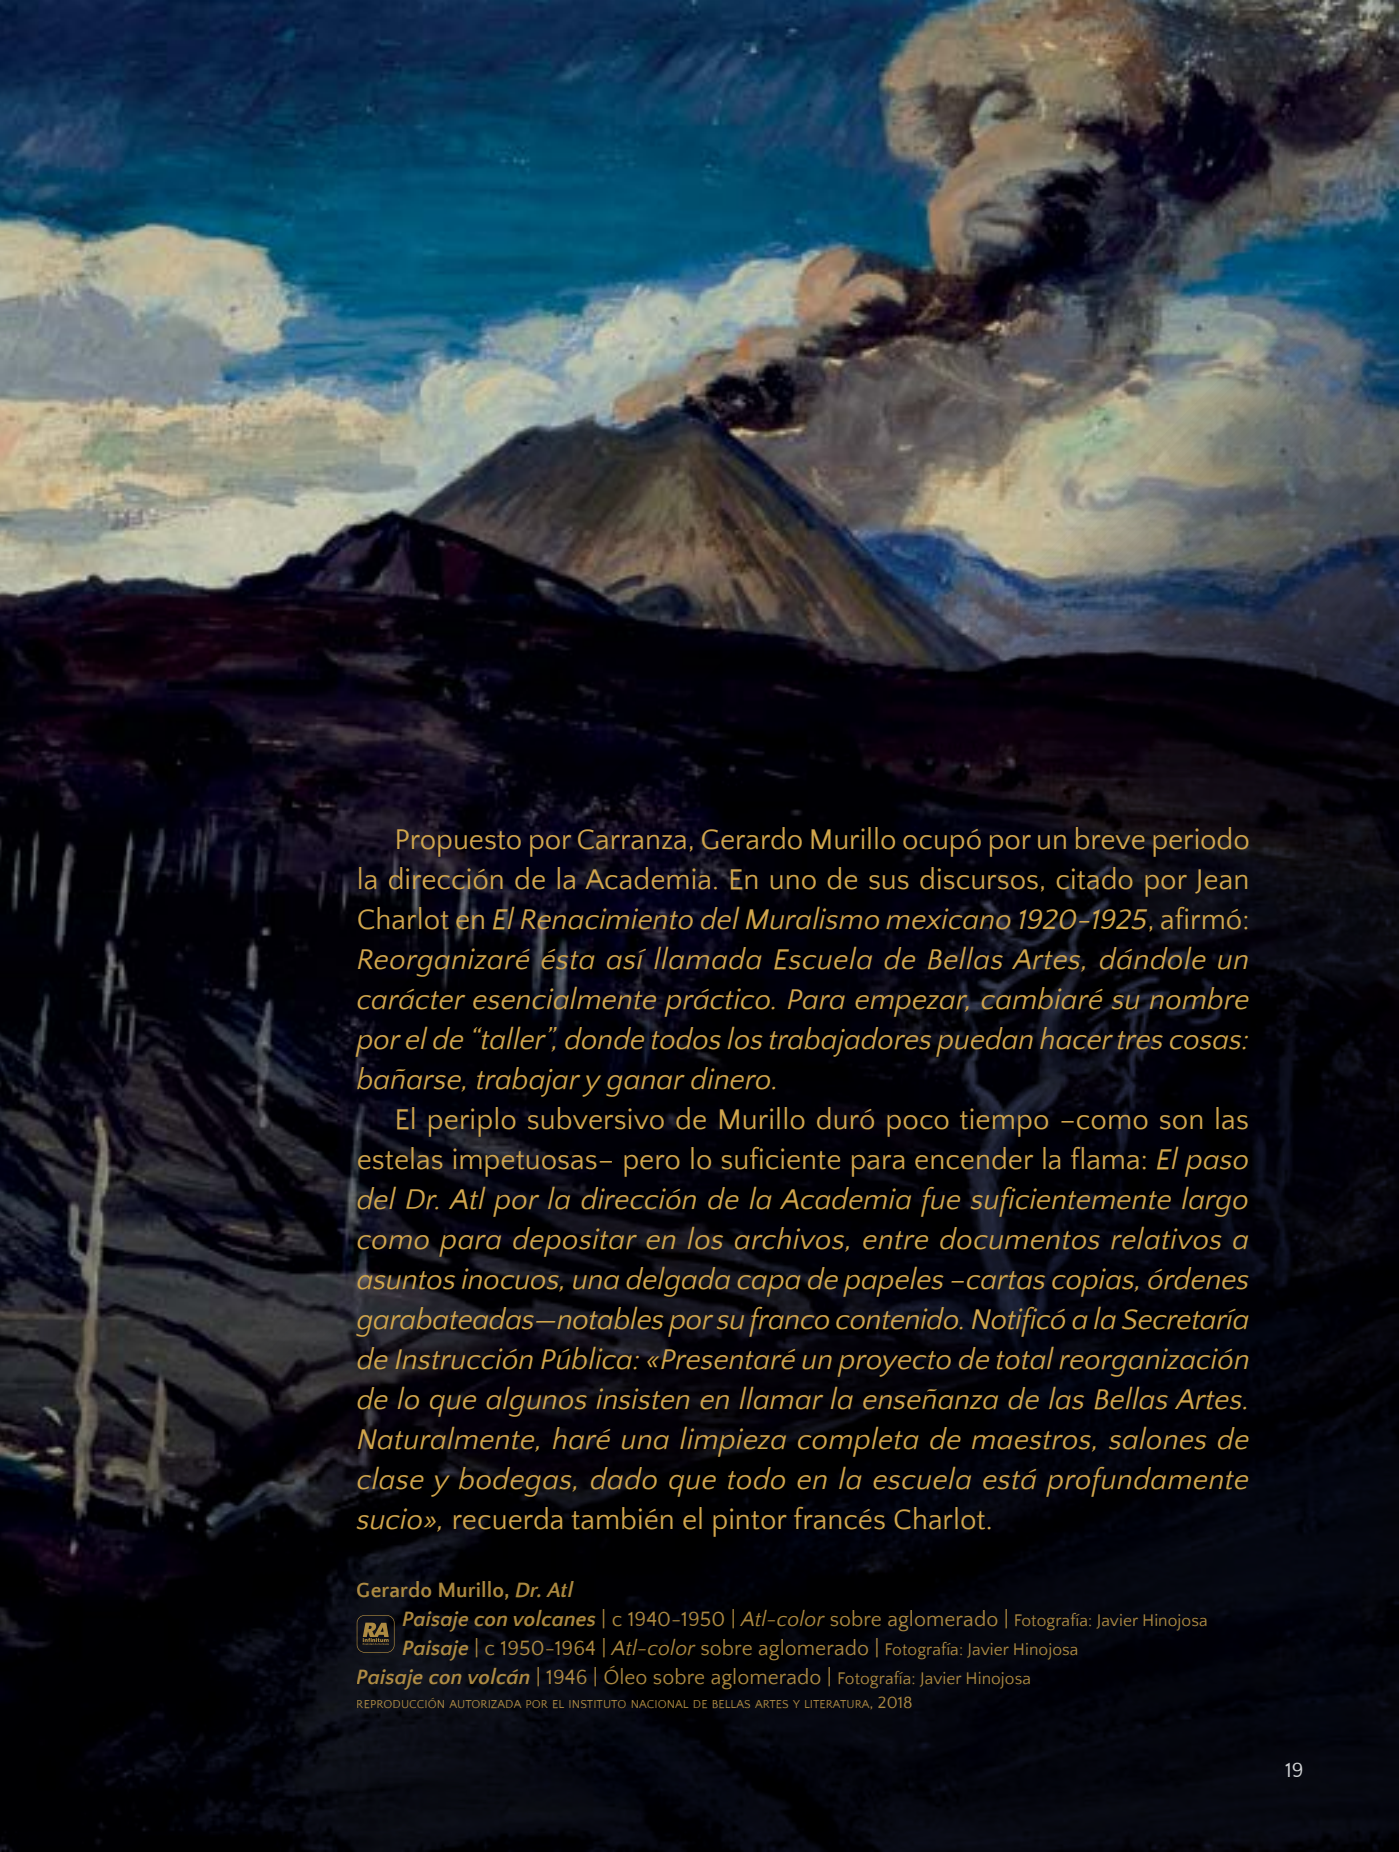 Propuesto por Carranza, Gerardo Murillo ocupó por un breve periodo
la dirección de la Academia. En uno de sus discursos, citado por Jean
Charlot en El Renacimiento del Muralismo mexicano 1920-1925, afirmó:
Reorganizaré ésta así llamada Escuela de Bellas Artes, dándole un
carácter esencialmente práctico. Para empezar, cambiaré su nombre
por el de “taller”, donde todos los trabajadores puedan hacer tres cosas:
bañarse, trabajar y ganar dinero.
El periplo subversivo de Murillo duró poco tiempo –como son las
estelas impetuosas– pero lo suficiente para encender la flama: El paso
del Dr. Atl por la dirección de la Academia fue suficientemente largo
como para depositar en los archivos, entre documentos relativos a
asuntos inocuos, una delgada capa de papeles –cartas copias, órdenes
garabateadas—notables por su franco contenido. Notificó a la Secretaría
de Instrucción Pública: «Presentaré un proyecto de total reorganización
de lo que algunos insisten en llamar la enseñanza de las Bellas Artes.
Naturalmente, haré una limpieza completa de maestros, salones de
clase y bodegas, dado que todo en la escuela está profundamente
sucio», recuerda también el pintor francés Charlot.
Gerardo Murillo, Dr. Atl
RA
infinitum
Paisaje con volcanes | c 1940-1950 | Atl-color sobre aglomerado | Fotografía: Javier Hinojosa
Paisaje | c 1950-1964 | Atl-color sobre aglomerado | Fotografía: Javier Hinojosa
Paisaje con volcán | 1946 | Óleo sobre aglomerado | Fotografía: Javier Hinojosa
REPRODUCCIÓN AUTORIZADA POR EL INSTITUTO NACIONAL DE BELLAS ARTES Y LITERATURA, 2018
19